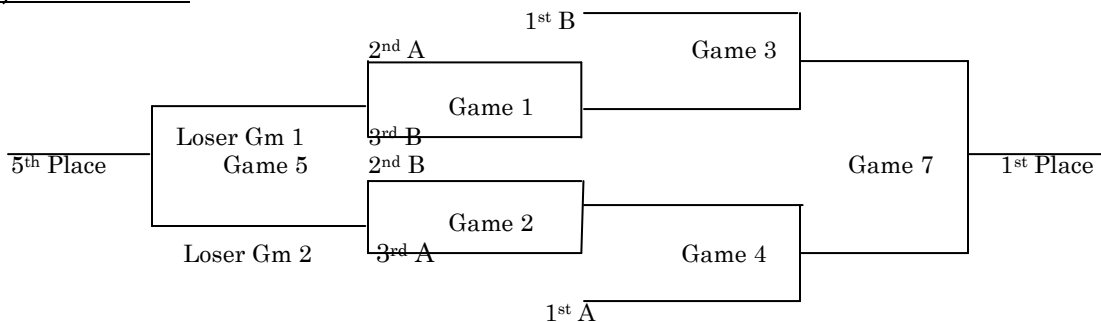 1st B
2nd A
Game 3
Game 1
Loser Gm 1
3rd B
5th Place
Game 5
2nd B
Game 7
1st Place
Game 2
Loser Gm 2
3rd A
Game 4
1st A